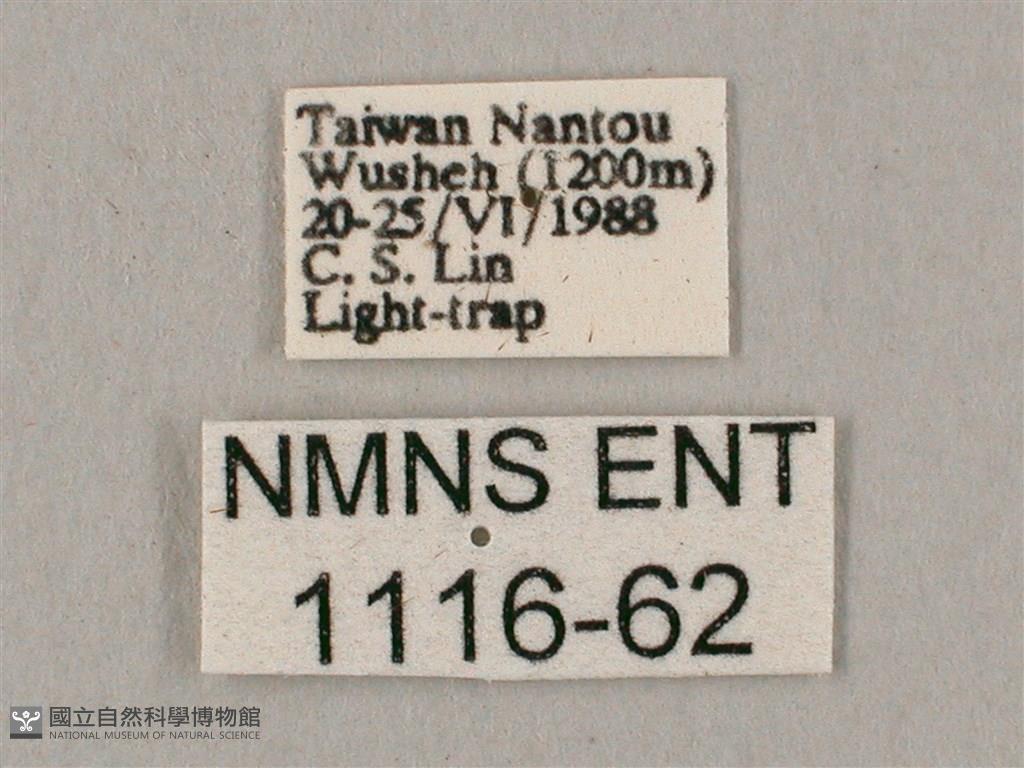 Taiwan Nantou
Wusheh (1200m)
20-25/VI/1988
C. S. Lin
Light-trap
NMNS ENT
1116-62
國立自然科學博物館
NATIONAL MUSEUM OF NATURAL SCIENCE